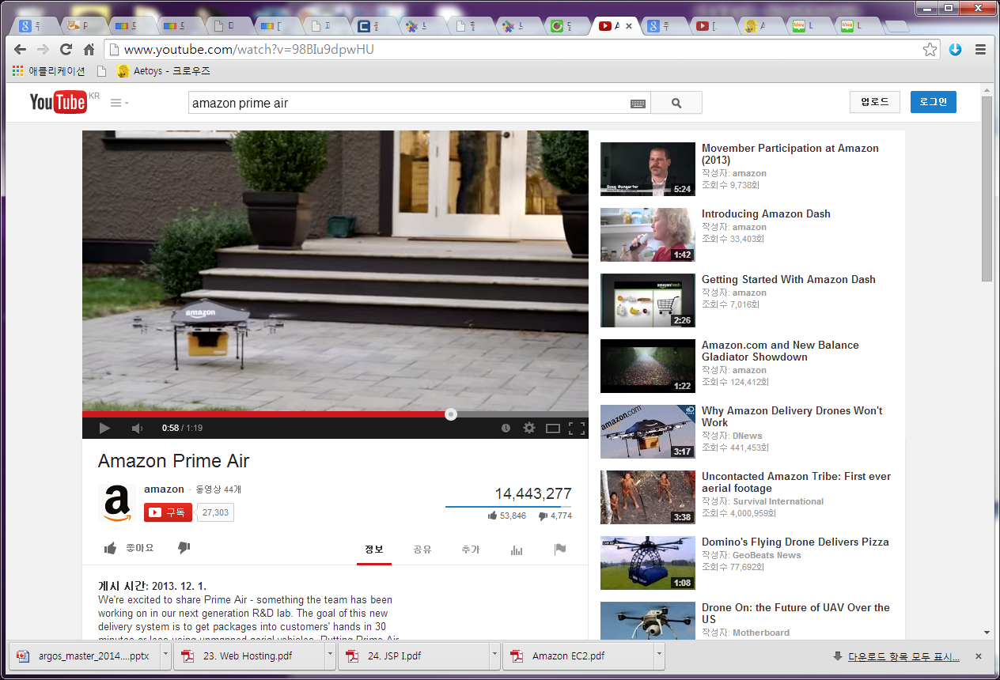 www.youtube.com/watch?v=98BIu9dpwHU
애플리케이션
Aetoys - 크로우즈
YouTube KR
amazon prime air
업로드
로그인
amazon
0:58 / 1:19
Amazon Prime Air
amazon · 동영상 44개
구독 27,303
14,443,277
53,846 4,774
좋아요
정보 공유 추가
게시 시간: 2013. 12. 1.
We're excited to share Prime Air - something the team has been
working on in our next generation R&D lab. The goal of this new
delivery system is to get packages into customers' hands in 30
minutes or less using unmanned aerial vehicles. Putting Prime Air
Doug Hungarter
5:24
Movember Participation at Amazon
(2013)
작성자: amazon
조회수 9,738회
1:42
Introducing Amazon Dash
작성자: amazon
조회수 33,403회
amazonfresh
2:26
Getting Started With Amazon Dash
작성자: amazon
조회수 7,016회
1:22
Amazon.com and New Balance
Gladiator Showdown
작성자: amazon
조회수 124,412회
amazon.com
3:17
Why Amazon Delivery Drones Won't
Work
작성자: DNews
조회수 441,453회
3:38
Uncontacted Amazon Tribe: First ever
aerial footage
작성자: Survival International
조회수 4,000,959회
1:08
Domino's Flying Drone Delivers Pizza
작성자: GeoBeats News
조회수 77,692회
Drone On: the Future of UAV Over the
US
작성자: Motherboard
argos_master_2014....pptx
23. Web Hosting.pdf
24. JSP I.pdf
Amazon EC2.pdf
다운로드 항목 모두 표시...